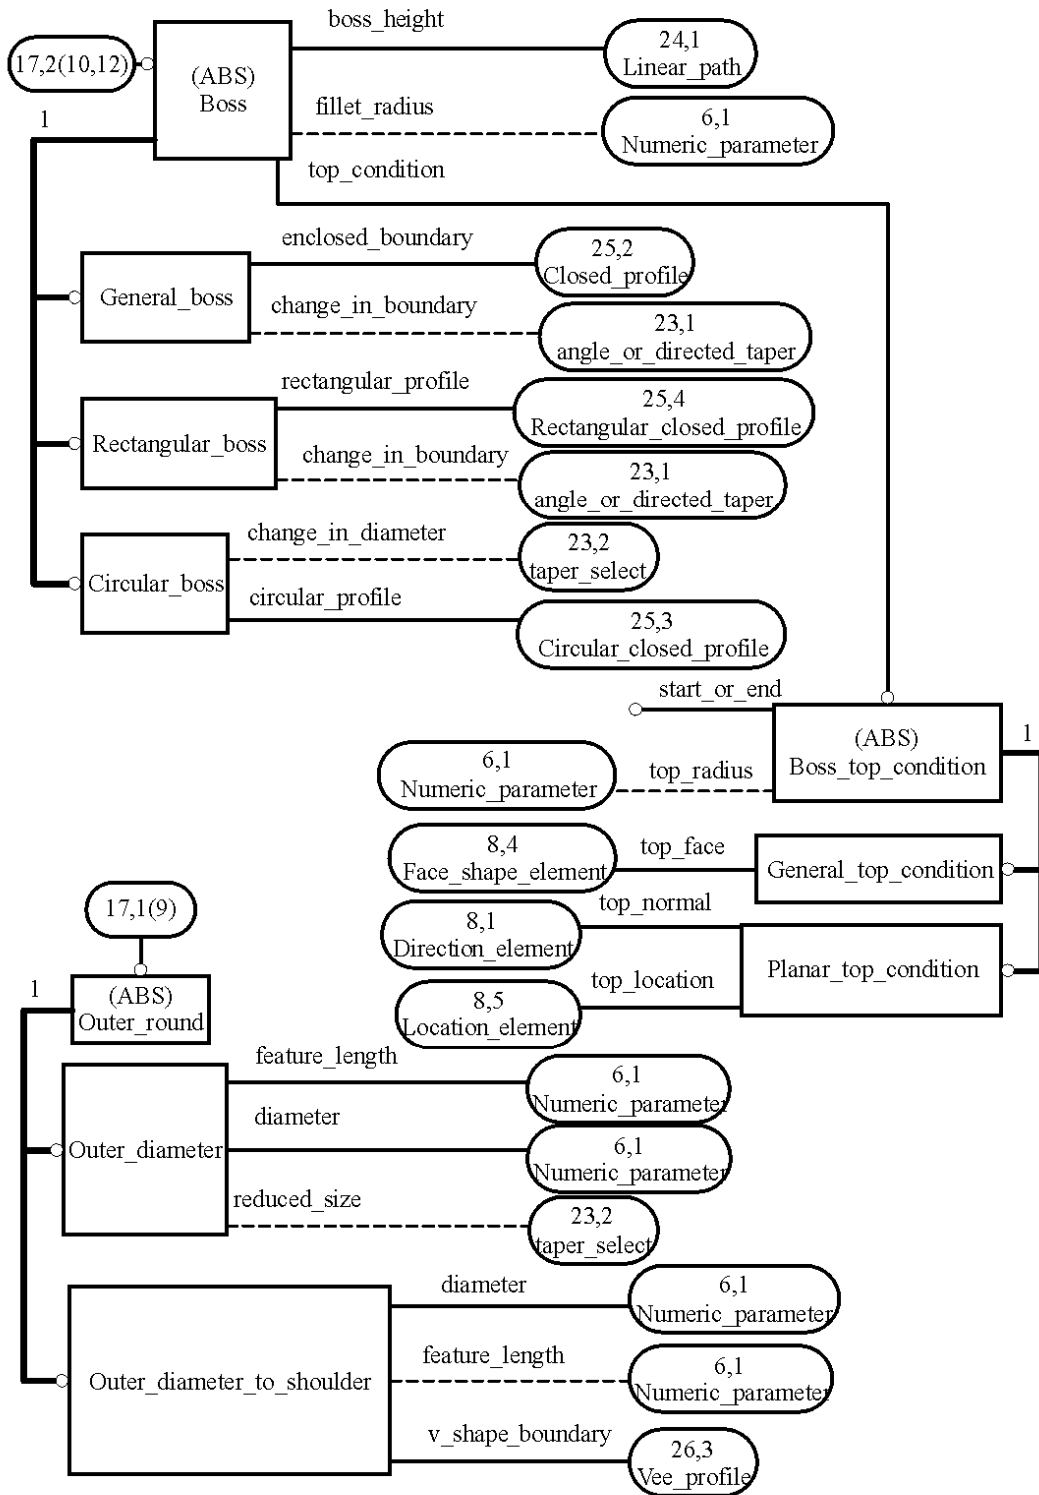 boss_height
24,1
Linear_path
17,2(10,12)
(ABS)
Boss
fillet_radius
6,1
Numeric_parameter
1
top_condition
enclosed_boundary
25,2
Closed_profile
General_boss
change_in_boundary
23,1
angle_or_directed_taper
rectangular_profile
25,4
Rectangular_closed_profile
Rectangular_boss
change_in_boundary
23,1
angle_or_directed_taper
change_in_diameter
23,2
taper_select
Circular_boss
circular_profile
25,3
Circular_closed_profile
start_or_end
(ABS)
Boss_top_condition
1
6,1
Numeric_parameter
top_radius
8,4
Face_shape_element
top_face
General_top_condition
top_normal
8,1
Direction_element
Planar_top_condition
top_location
8,5
Location_element
17,1(9)
1
(ABS)
Outer_round
feature_length
6,1
Numeric_parameter
diameter
6,1
Numeric_parameter
Outer_diameter
reduced_size
23,2
taper_select
diameter
6,1
Numeric_parameter
Outer_diameter_to_shoulder
feature_length
6,1
Numeric_parameter
v_shape_boundary
26,3
Vee_profile